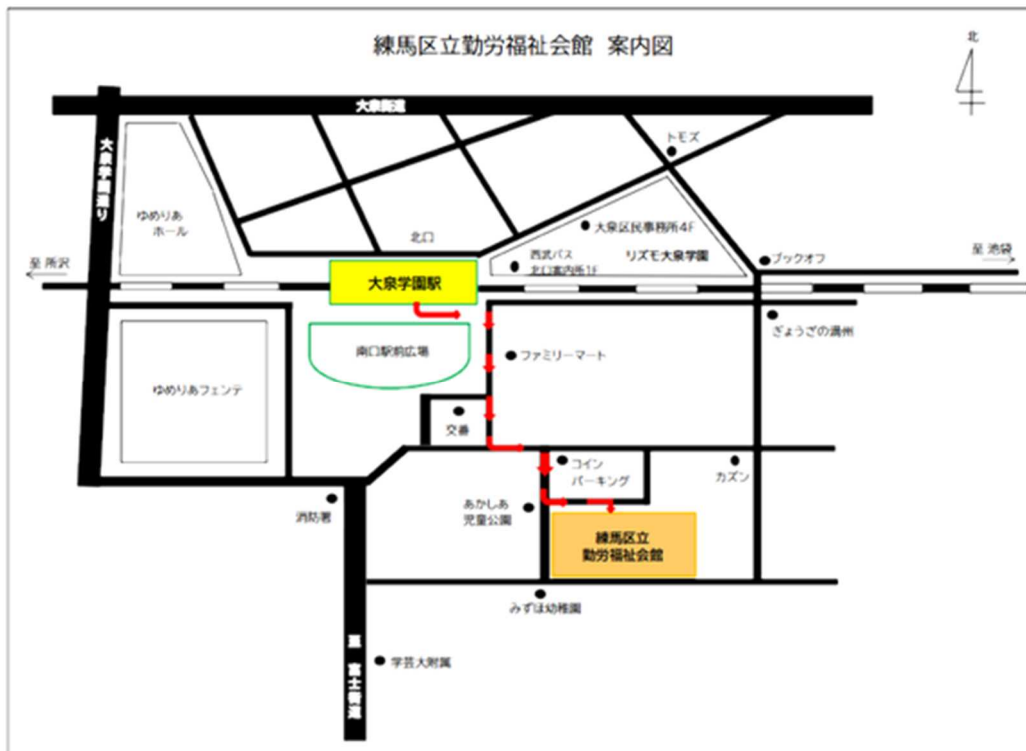 練馬区立勤労福祉会館 案内図
北
大泉街道
大泉学園通り
トモズ
ゆめりあ
ホール
北口
大泉区民事務所4F
西武バス
北口案内所1F
リズモ大泉学園
至 所沢
至 池袋
ブックオフ
大泉学園駅
ぎょうざの満州
南口駅前広場
ファミリーマート
ゆめりあフェンテ
交番
コイン
パーキング
カズン
消防署
あかしあ
児童公園
練馬区立
勤労福祉会館
みずほ幼稚園
至 富士街道
学芸大附属